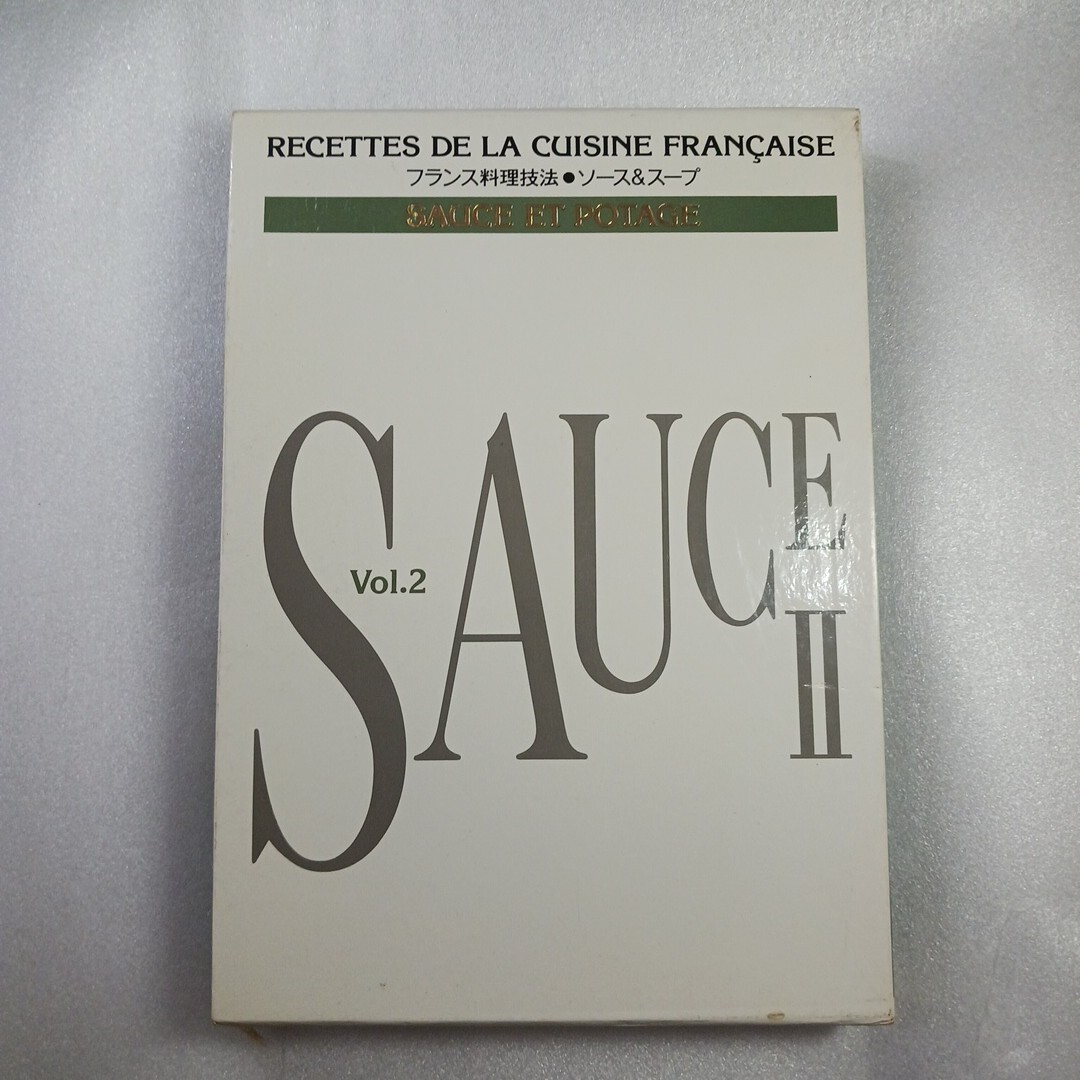 RECETTES DE LA CUISINE FRANÇAISE
フランス料理技法●ソース&スープ
SAUCE ET POTAGE
SAUCE
Vol.2
II